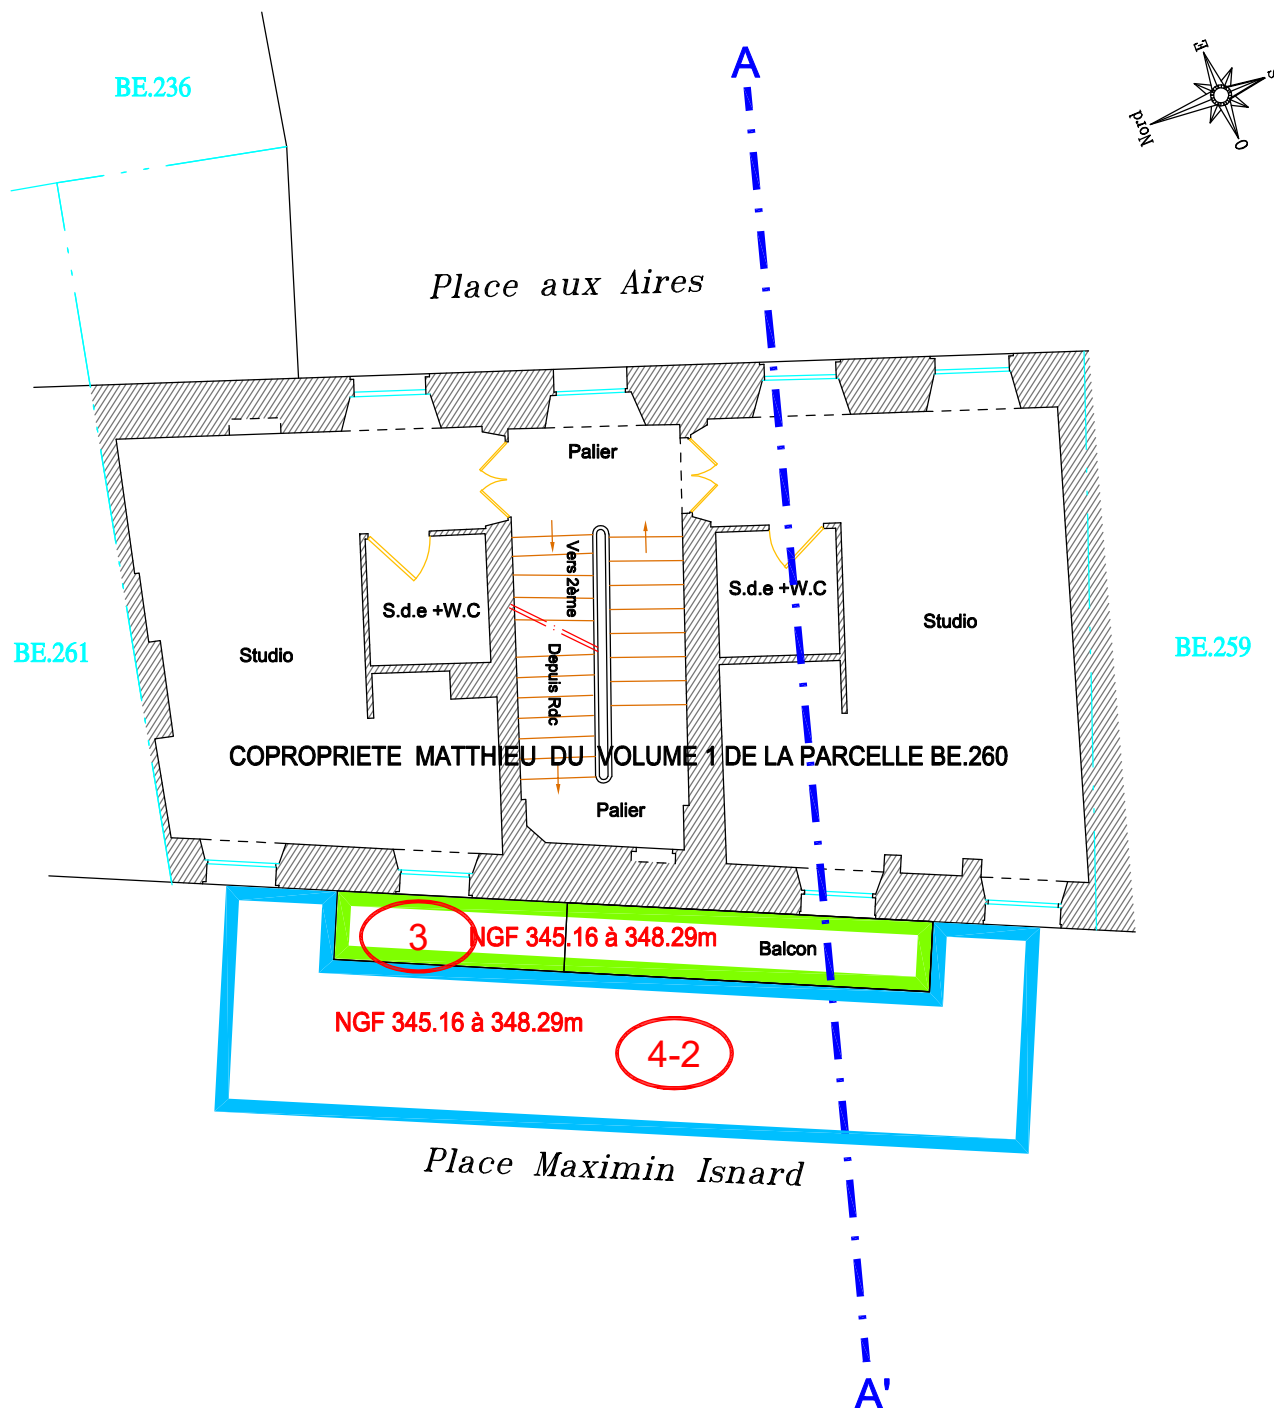 A
BE.236
E
S
Nord
O
Place aux Aires
Palier
Vers 2ème
S.d.e +W.C
S.d.e +W.C
Studio
Studio
BE.261
BE.259
Depuis Rdc
COPROPRIETE MATTHIEU DU VOLUME 1 DE LA PARCELLE BE.260
Palier
3
NGF 345.16 à 348.29m
Balcon
NGF 345.16 à 348.29m
4-2
Place Maximin Isnard
A'